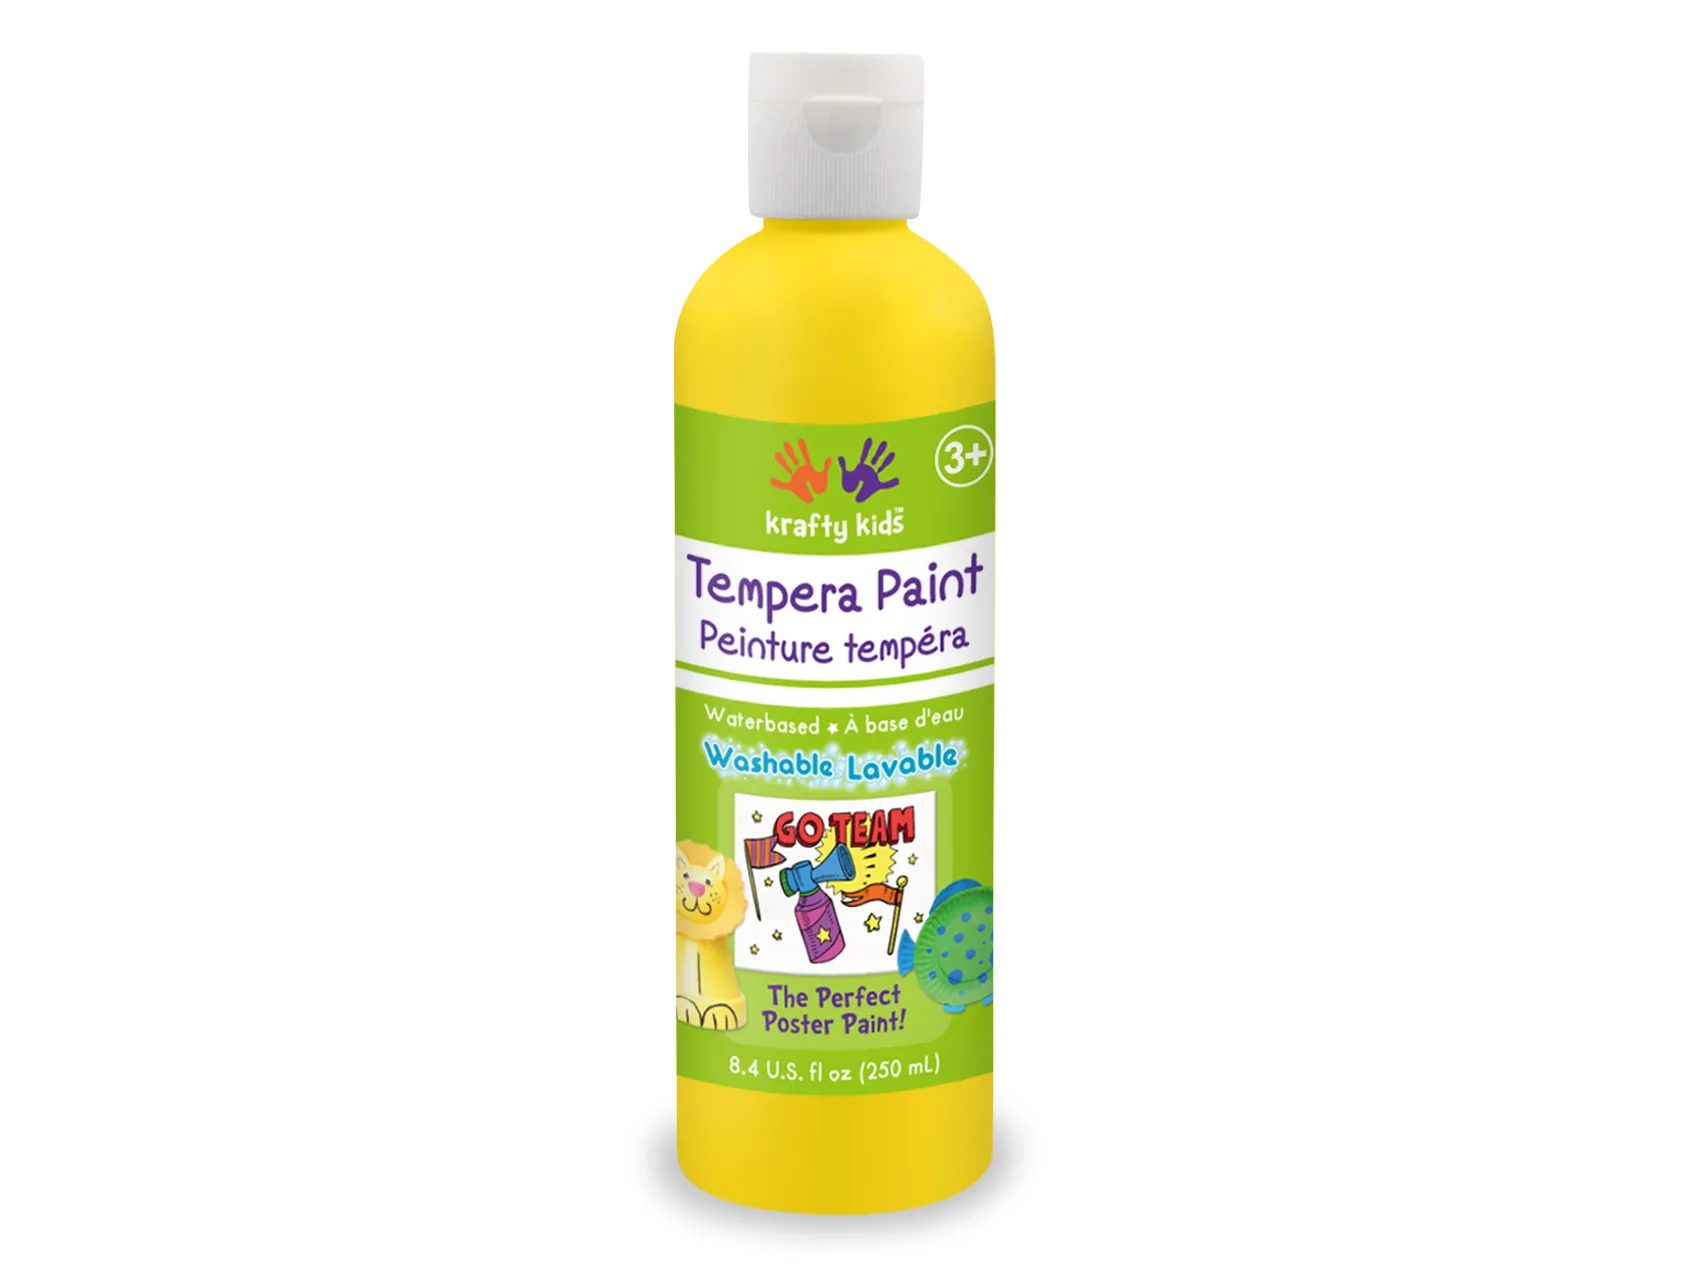 3+
krafty kids™
Tempera Paint
Peinture tempéra
Waterbased ★ À base d'eau
Washable Lavable
GO TEAM
The Perfect
Poster Paint!
8.4 U.S. fl oz (250 mL)